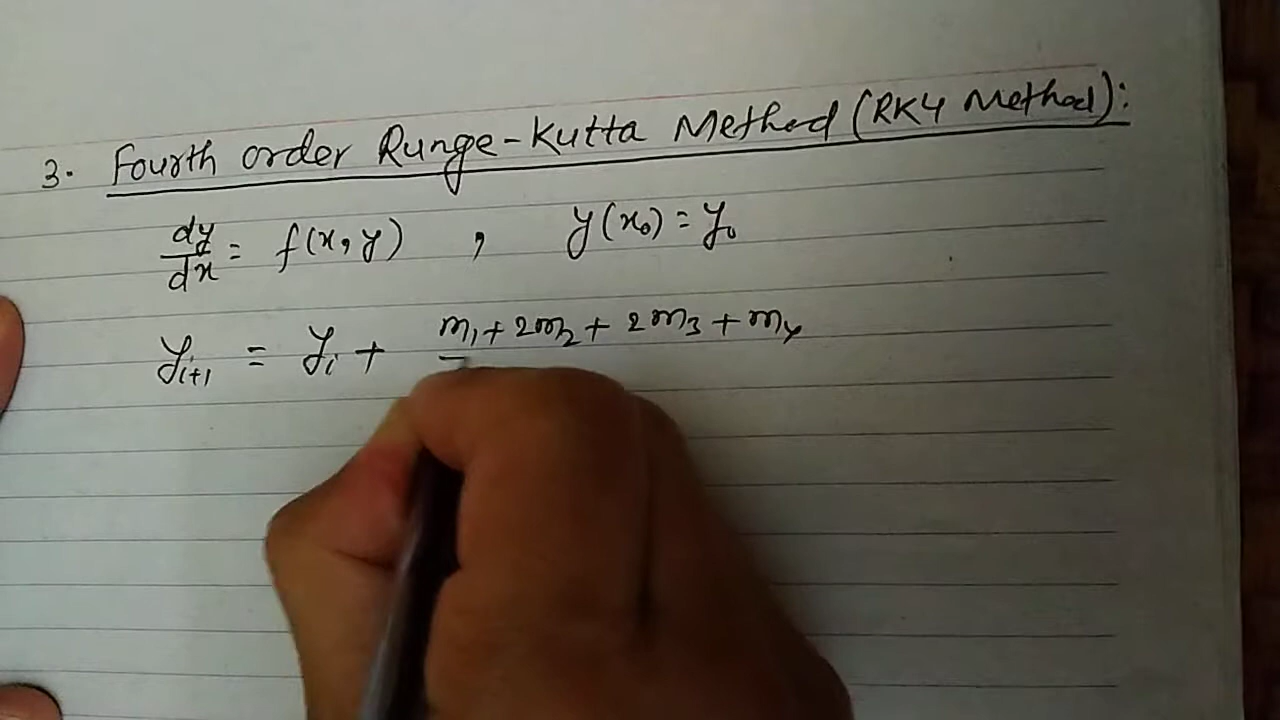 3. Fourth order Runge-Kutta Method (RK4 Method):
dy/dx = f(x, y) , y(x₀) = y₀
yᵢ₊₁ = yᵢ + m₁ + 2m₂ + 2m₃ + m₄